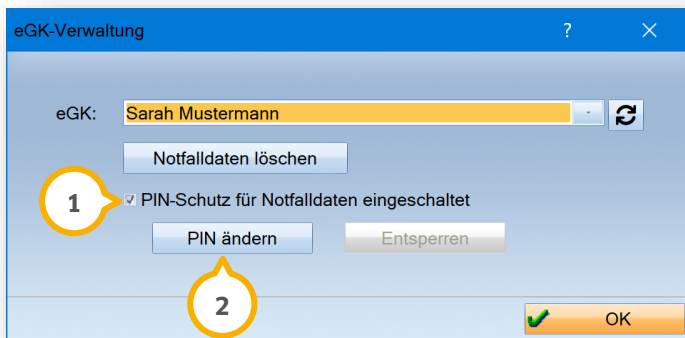 eGK-Verwaltung ?
eGK: Sarah Mustermann
Notfalldaten löschen
1 PIN-Schutz für Notfalldaten eingeschaltet
PIN ändern Entsperren
2
OK